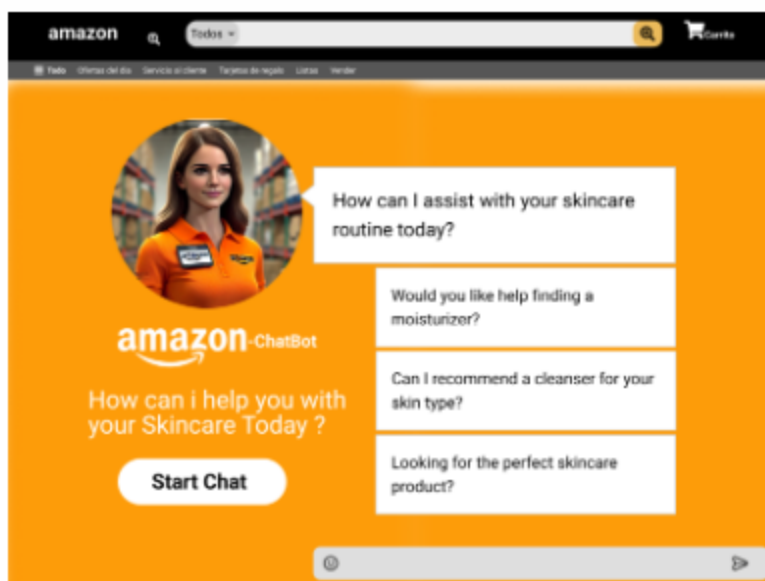 amazon
Todos
Carrito
Todo Ofertas del día Servicio al cliente Tarjetas de regalo Listas Vender
How can I assist with your skincare
routine today?
Would you like help finding a
moisturizer?
amazon-ChatBot
Can I recommend a cleanser for your
skin type?
How can i help you with
your Skincare Today ?
Looking for the perfect skincare
product?
Start Chat